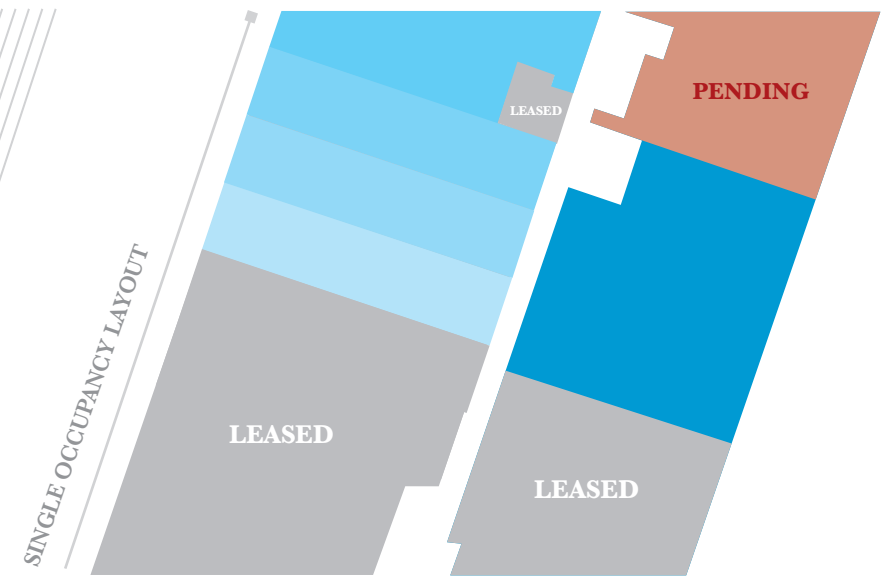 PENDING
LEASED
SINGLE OCCUPANCY LAYOUT
LEASED
LEASED